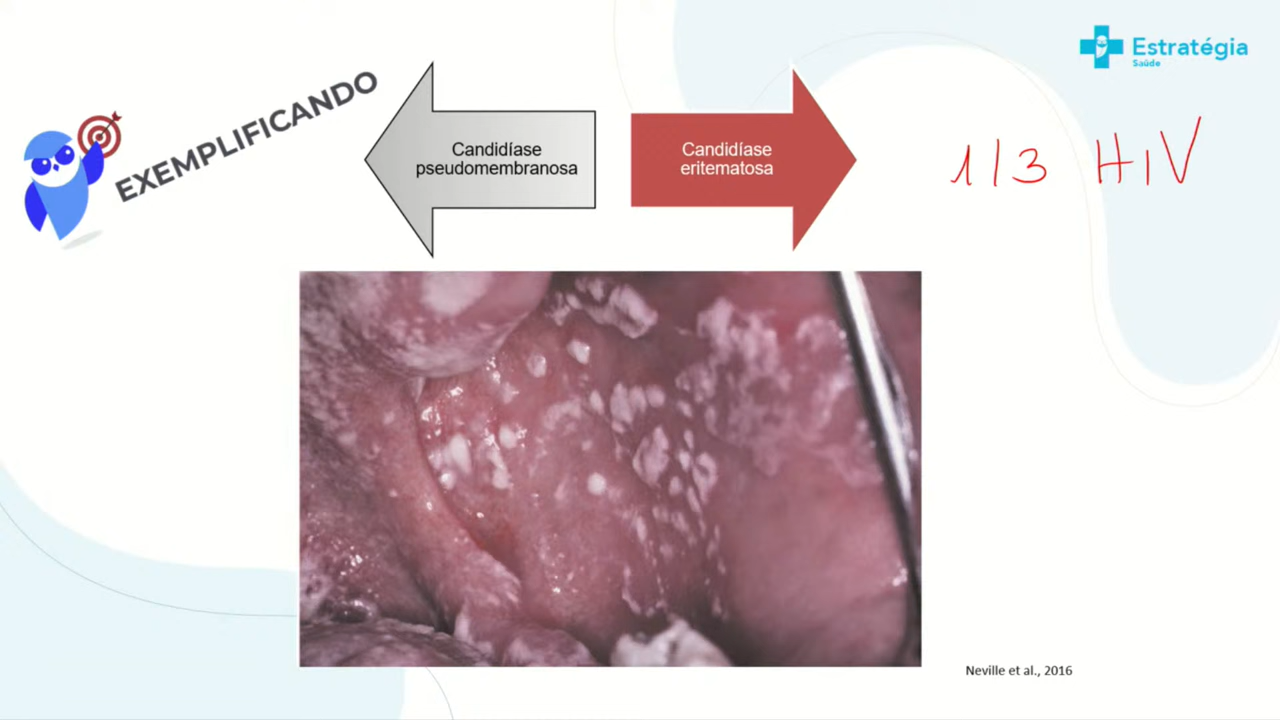 Estratégia
Saúde
EXEMPLIFICANDO
Candidíase
pseudomembranosa
Candidíase
eritematosa
1/3 HIV
Neville et al., 2016